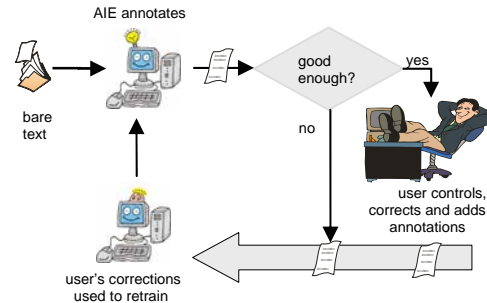 AIE annotates
bare
text
good
enough?
yes
no
user controls,
corrects and adds
annotations
user's corrections
used to retrain